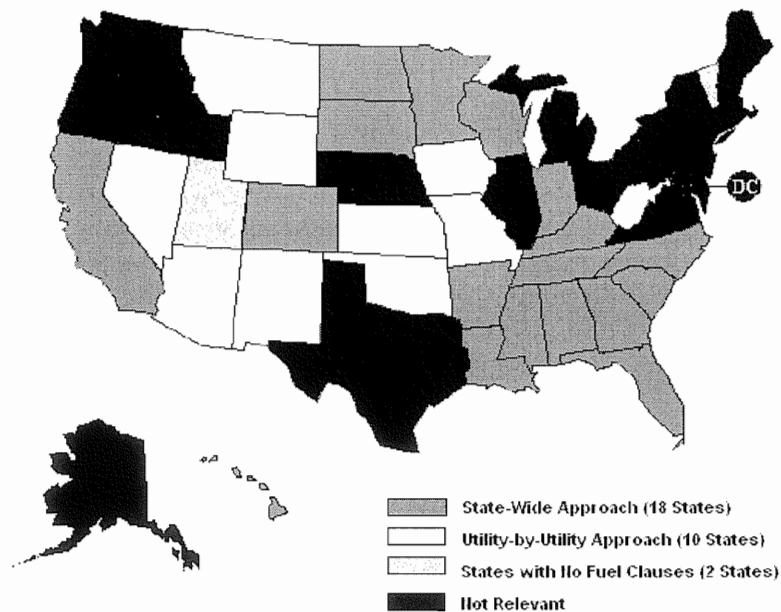 DC
State-Wide Approach (18 States)
Utility-by-Utility Approach (10 States)
States with No Fuel Clauses (2 States)
Not Relevant